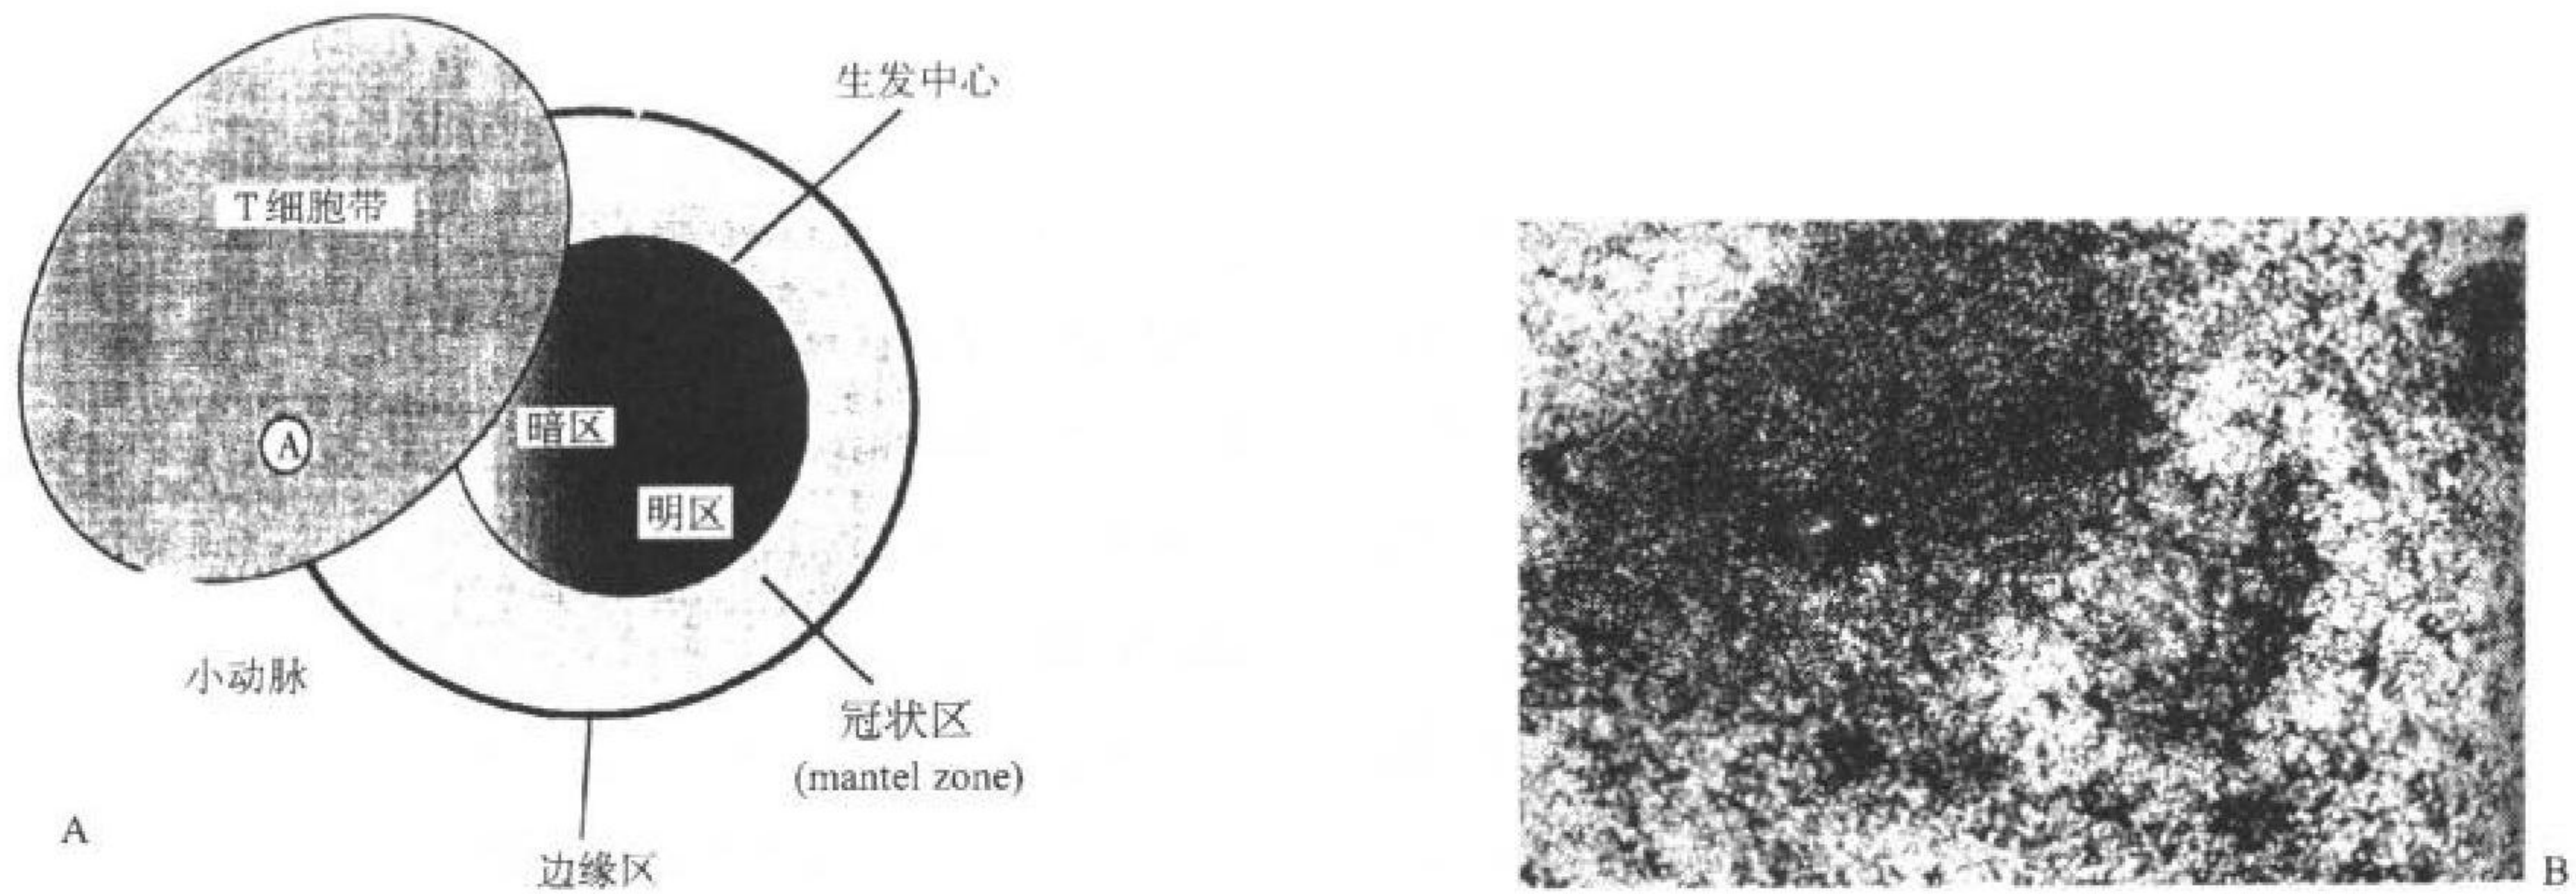 生发中心
T细胞带
A
暗区
明区
小动脉
冠状区
(mantel zone)
边缘区
A
B